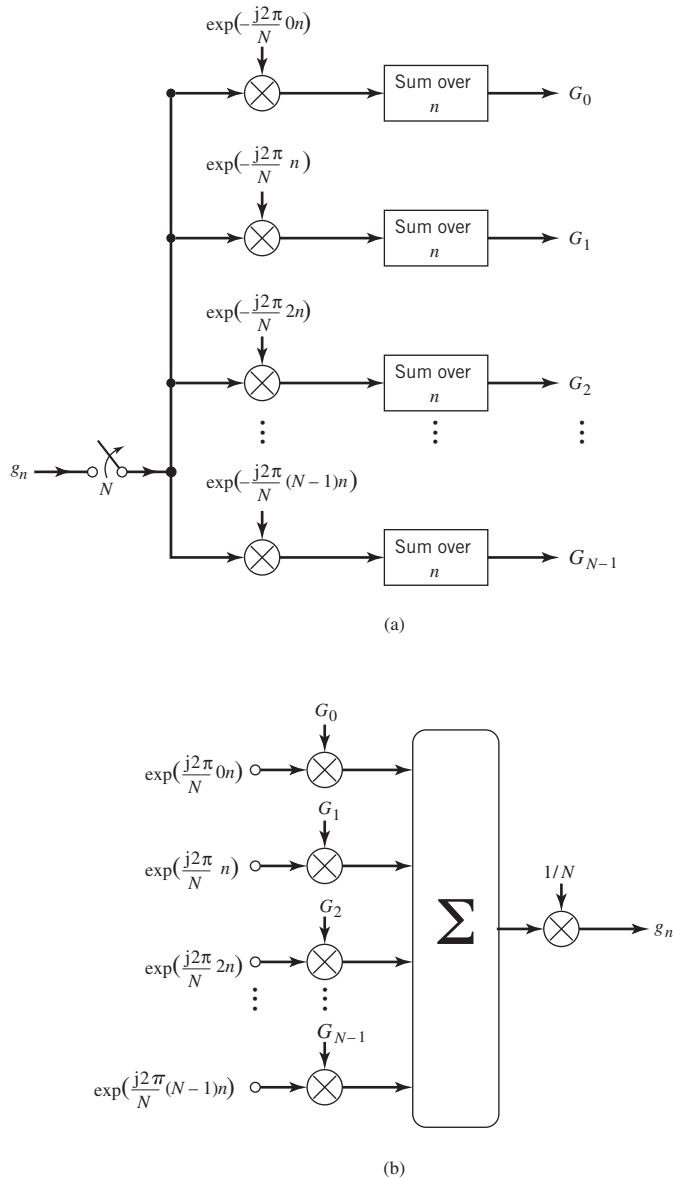 exp(–j2π/N 0n)
Sum over
n
G0
exp(–j2π/N n)
Sum over
n
G1
exp(–j2π/N 2n)
Sum over
n
G2
gn
N
exp(–j2π/N (N – 1)n)
Sum over
n
GN–1
(a)
G0
exp(j2π/N 0n)
G1
exp(j2π/N n)
1/N
G2
Σ
gn
exp(j2π/N 2n)
GN–1
exp(j2π/N (N – 1)n)
(b)